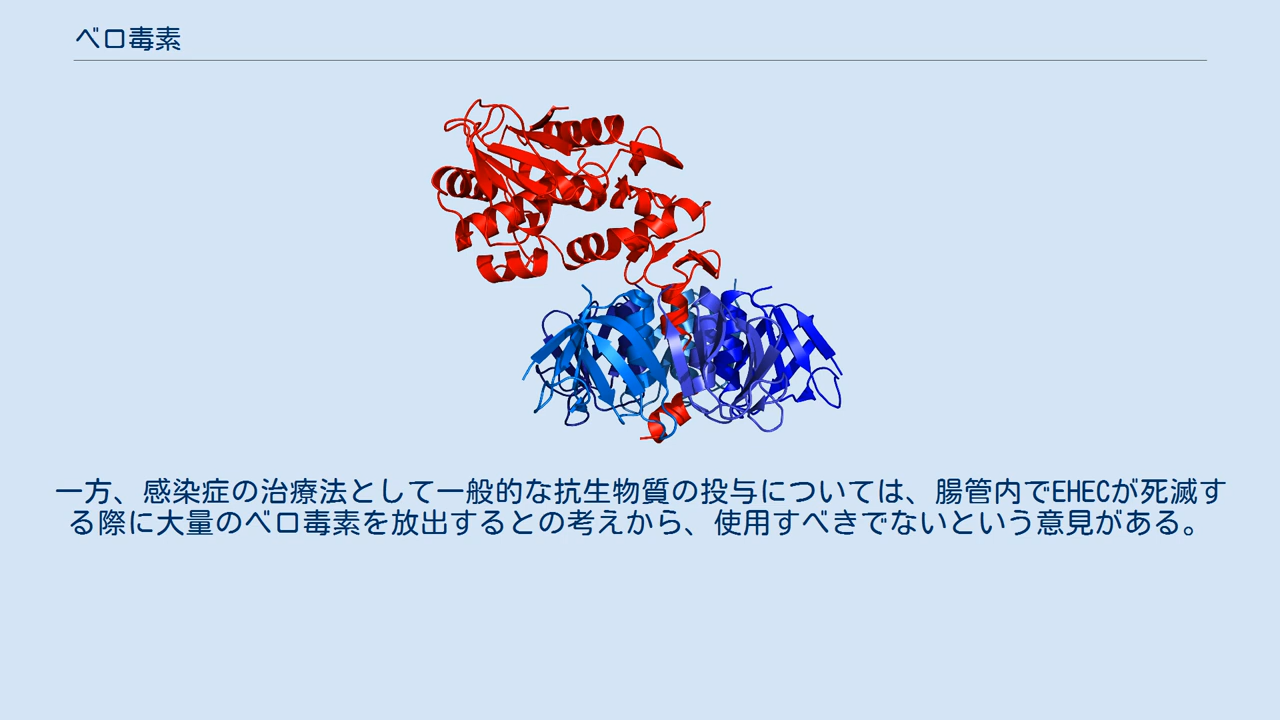 ベロ毒素
一方、感染症の治療法として一般的な抗生物質の投与については、腸管内でEHECが死滅す
る際に大量のベロ毒素を放出するとの考えから、使用すべきでないという意見がある。